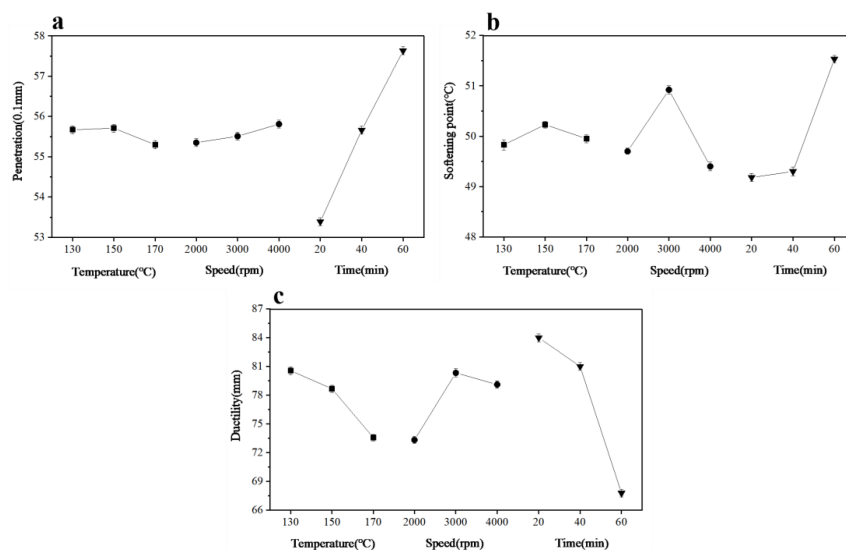 a
58
57
56
54
53
Penetration(0.1mm)
130 150 170 2000 3000 4000 20 40 60
Temperature(°C) Speed(rpm) Time(min)
b
52
51
50
49
48
Softening point(°C)
130 150 170 2000 3000 4000 20 40 60
Temperature(°C) Speed(rpm) Time(min)
c
87
84
81
78
75
72
69
66
Ductility(mm)
130 150 170 2000 3000 4000 20 40 60
Temperature(°C) Speed(rpm) Time(min)